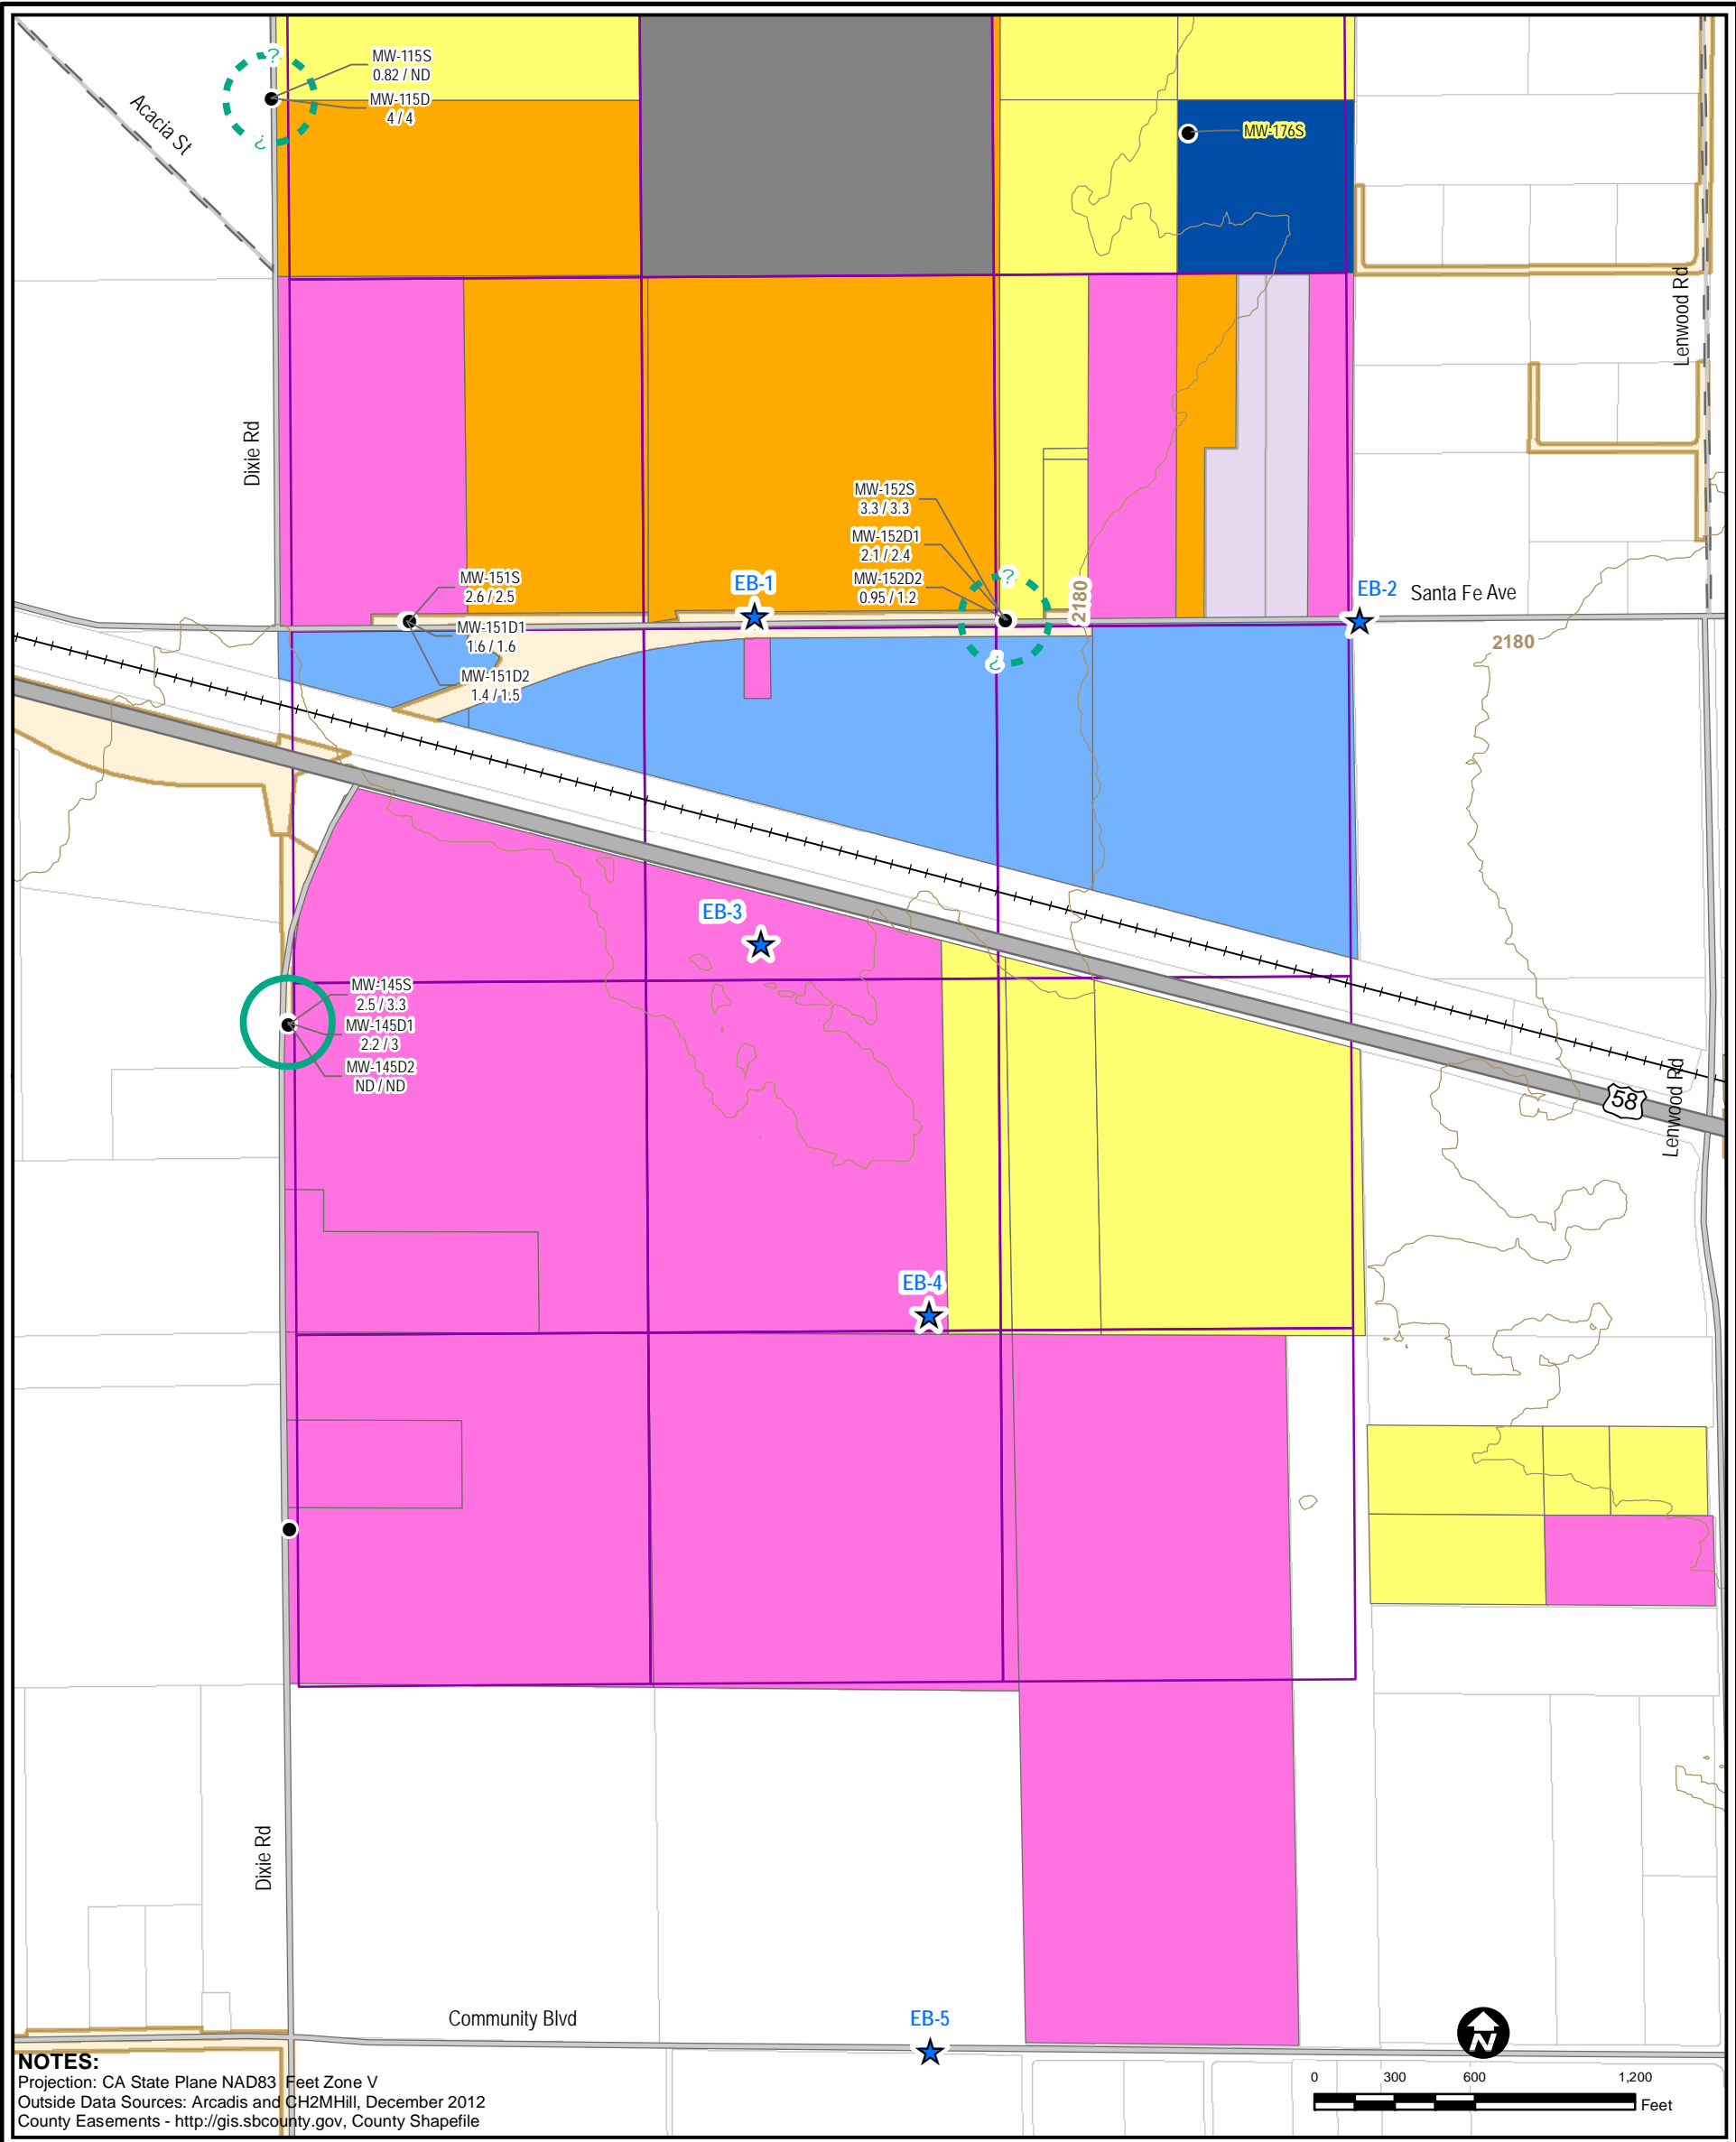 ?
MW-115S
0.82 / ND
MW-115D
4 / 4
?
Acacia St
MW-176S
Lenwood Rd
Dixie Rd
MW-152S
3.3 / 3.3
MW-152D1
2.1 / 2.4
MW-152D2
0.95 / 1.2
?
?
2180
MW-151S
2.6 / 2.5
MW-151D1
1.6 / 1.6
MW-151D2
1.4 / 1.5
EB-1
EB-2
Santa Fe Ave
2180
EB-3
MW-145S
2.5 / 3.3
MW-145D1
2.2 / 3
MW-145D2
ND / ND
58
Lenwood Rd
EB-4
Dixie Rd
Community Blvd
EB-5
N
NOTES:
Projection: CA State Plane NAD83 Feet Zone V
Outside Data Sources: Arcadis and CH2MHill, December 2012
County Easements - http://gis.sbcounty.gov, County Shapefile
0 300 600 1,200
Feet